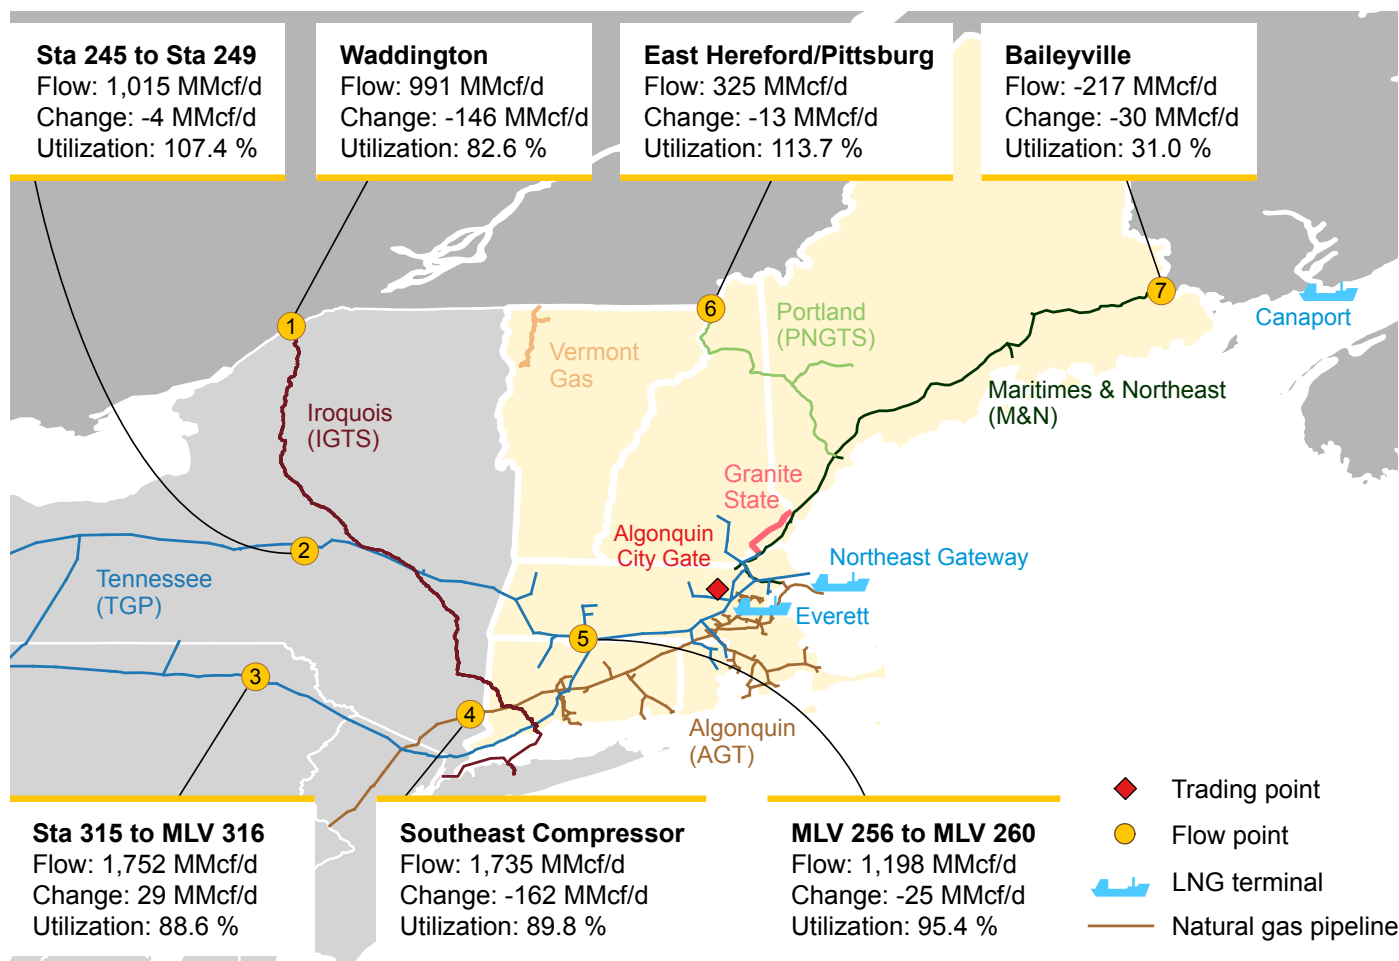 Sta 245 to Sta 249
Flow: 1,015 MMcf/d
Change: -4 MMcf/d
Utilization: 107.4 %
Waddington
Flow: 991 MMcf/d
Change: -146 MMcf/d
Utilization: 82.6 %
East Hereford/Pittsburg
Flow: 325 MMcf/d
Change: -13 MMcf/d
Utilization: 113.7 %
Baileyville
Flow: -217 MMcf/d
Change: -30 MMcf/d
Utilization: 31.0 %
1
6
7
Canaport
Portland
(PNGTS)
Vermont
Gas
Maritimes & Northeast
(M&N)
Iroquois
(IGTS)
Granite
State
Algonquin
City Gate
2
Northeast Gateway
Tennessee
(TGP)
Everett
5
3
4
Algonquin
(AGT)
Trading point
Flow point
LNG terminal
Natural gas pipeline
Sta 315 to MLV 316
Flow: 1,752 MMcf/d
Change: 29 MMcf/d
Utilization: 88.6 %
Southeast Compressor
Flow: 1,735 MMcf/d
Change: -162 MMcf/d
Utilization: 89.8 %
MLV 256 to MLV 260
Flow: 1,198 MMcf/d
Change: -25 MMcf/d
Utilization: 95.4 %